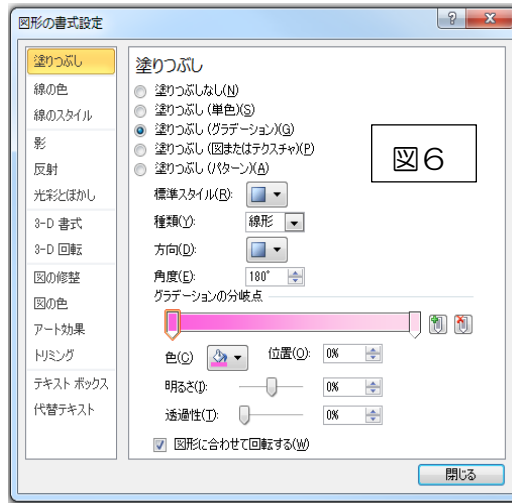 図形の書式設定
塗りつぶし
線の色
線のスタイル
影
反射
光彩とぼかし
3-D 書式
3-D 回転
図の修整
図の色
アート効果
トリミング
テキスト ボックス
代替テキスト
塗りつぶし
塗りつぶしなし(N)
塗りつぶし (単色)(S)
塗りつぶし (グラデーション)(G)
塗りつぶし (図またはテクスチャ)(P)
塗りつぶし (パターン)(A)
図6
標準スタイル(R):
種類(Y): 線形
方向(D):
角度(E): 180°
グラデーションの分岐点
色(C) 位置(O): 0%
明るさ(I): 0%
透過性(T): 0%
図形に合わせて回転する(W)
閉じる